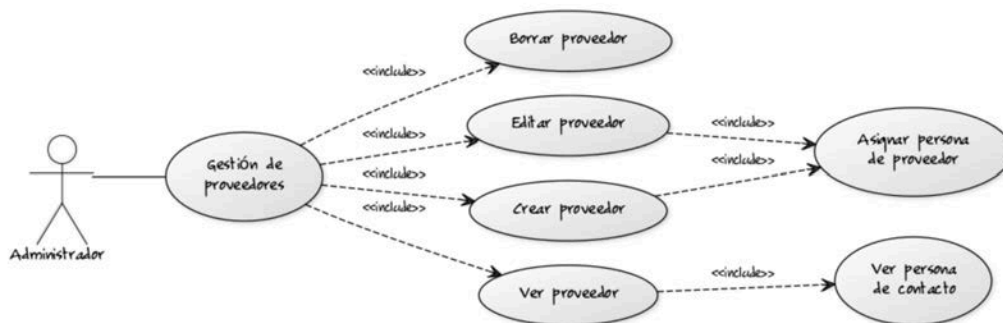 Borrar proveedor
<<include>>
Editar proveedor
<<include>>
<<include>>
Asignar persona
de proveedor
Gestión de
proveedores
<<include>>
<<include>>
Crear proveedor
<<include>>
Administrador
Ver proveedor
<<include>>
Ver persona
de contacto